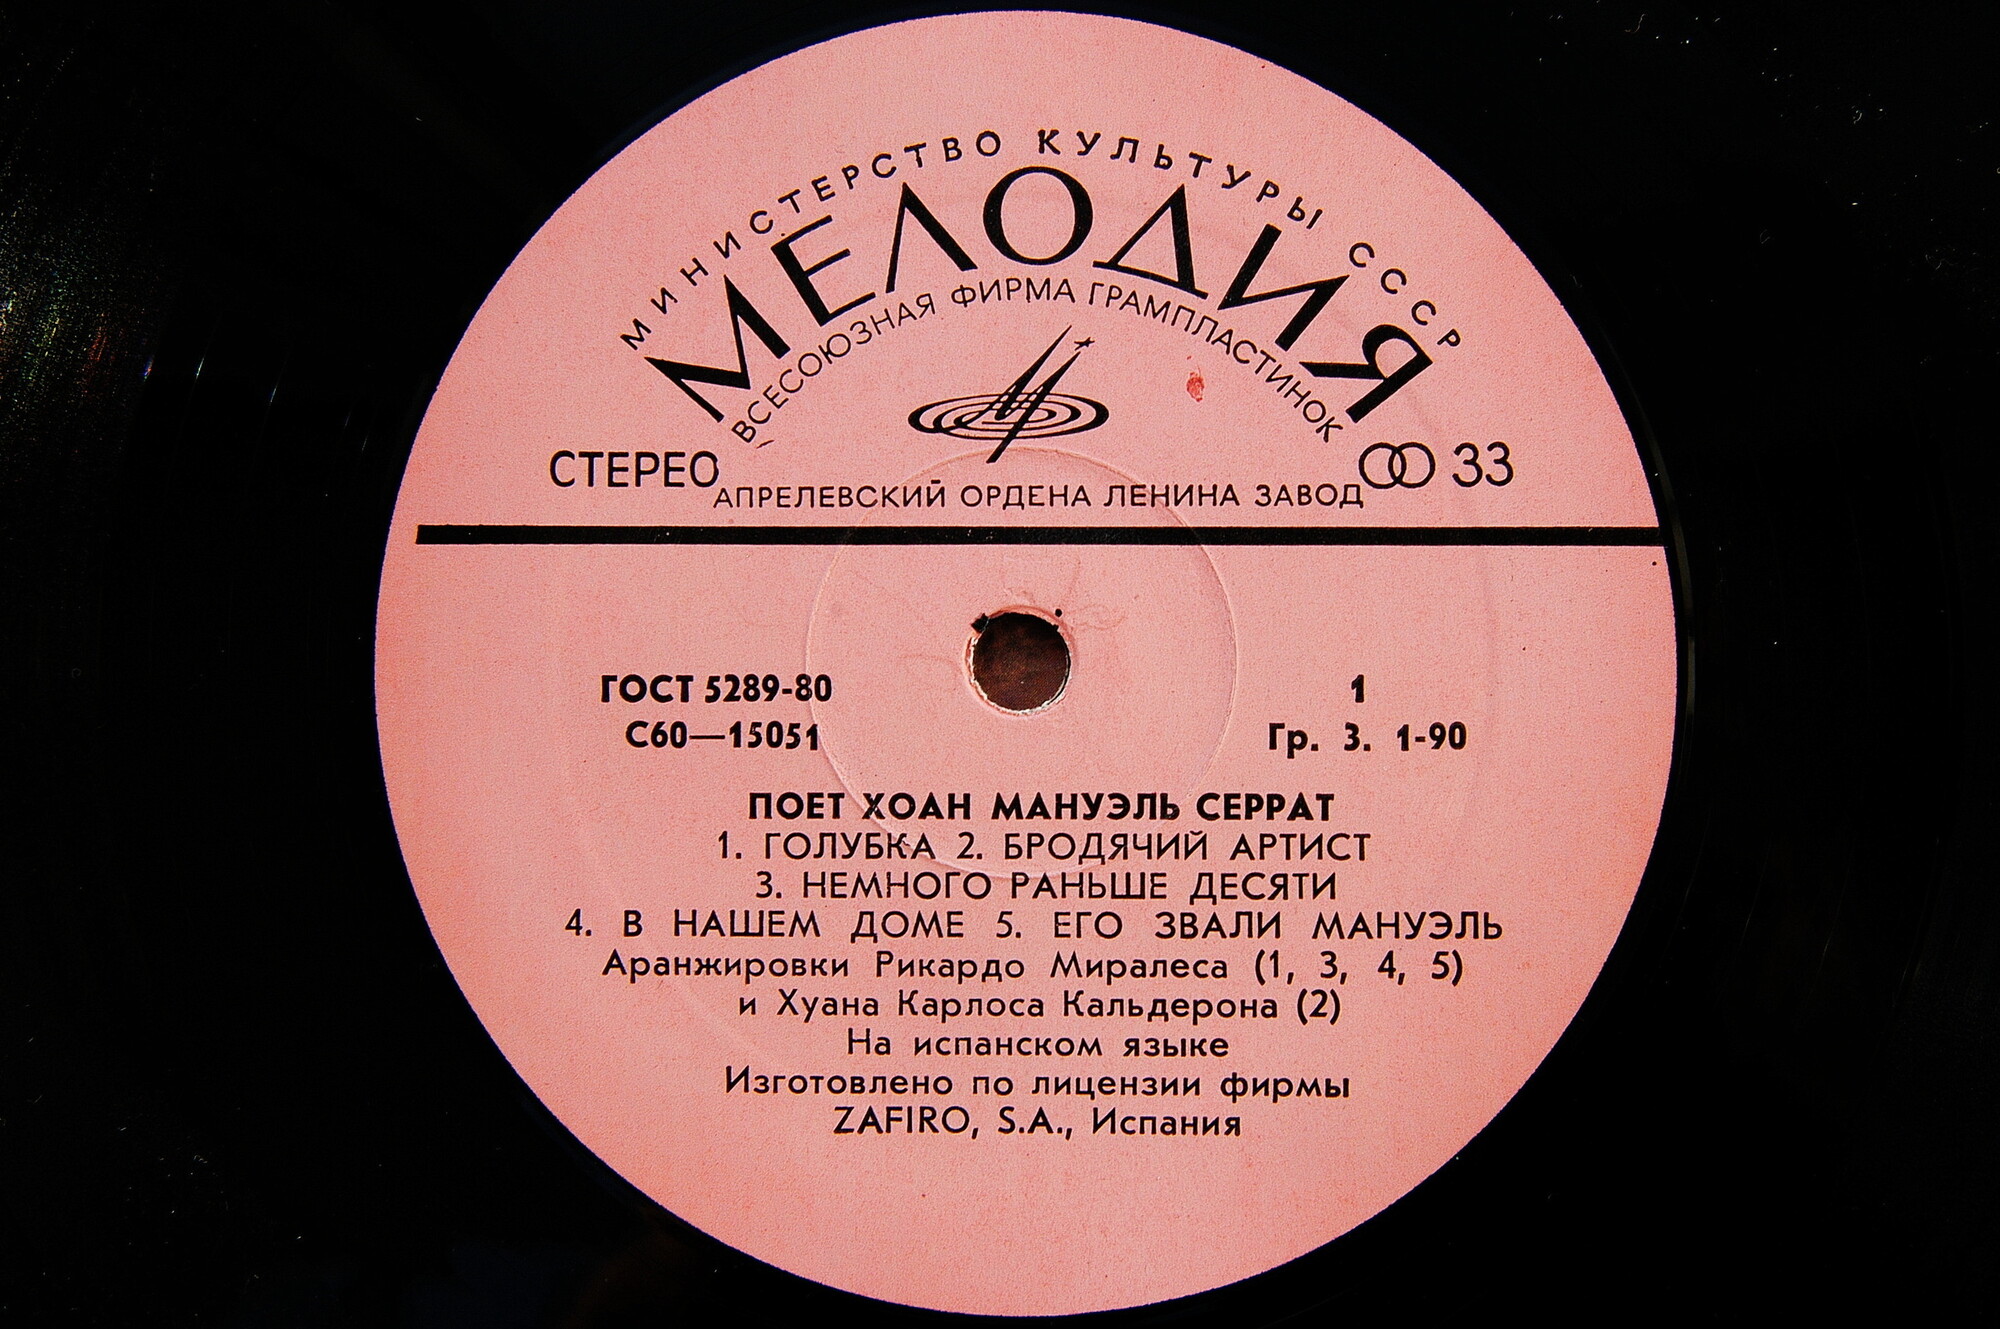 МИНИСТЕРСТВО КУЛЬТУРЫ СССР
МЕЛОДИЯ
ВСЕСОЮЗНАЯ ФИРМА ГРАМПЛАСТИНОК
СТЕРЕО
33
АПРЕЛЕВСКИЙ ОРДЕНА ЛЕНИНА ЗАВОД
ГОСТ 5289-80
1
С60—15051
Гр. 3. 1-90
ПОЕТ ХОАН МАНУЭЛЬ СЕРРАТ
1. ГОЛУБКА 2. БРОДЯЧИЙ АРТИСТ
3. НЕМНОГО РАНЬШЕ ДЕСЯТИ
4. В НАШЕМ ДОМЕ 5. ЕГО ЗВАЛИ МАНУЭЛЬ
Аранжировки Рикардо Миралеса (1, 3, 4, 5)
и Хуана Карлоса Кальдерона (2)
На испанском языке
Изготовлено по лицензии фирмы
ZAFIRO, S.A., Испания